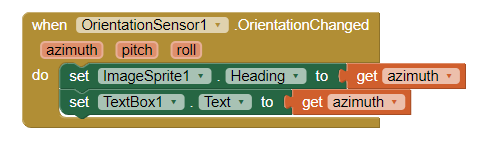 when OrientationSensor1 .OrientationChanged
azimuth pitch roll
do set ImageSprite1 . Heading to get azimuth
set TextBox1 . Text to get azimuth